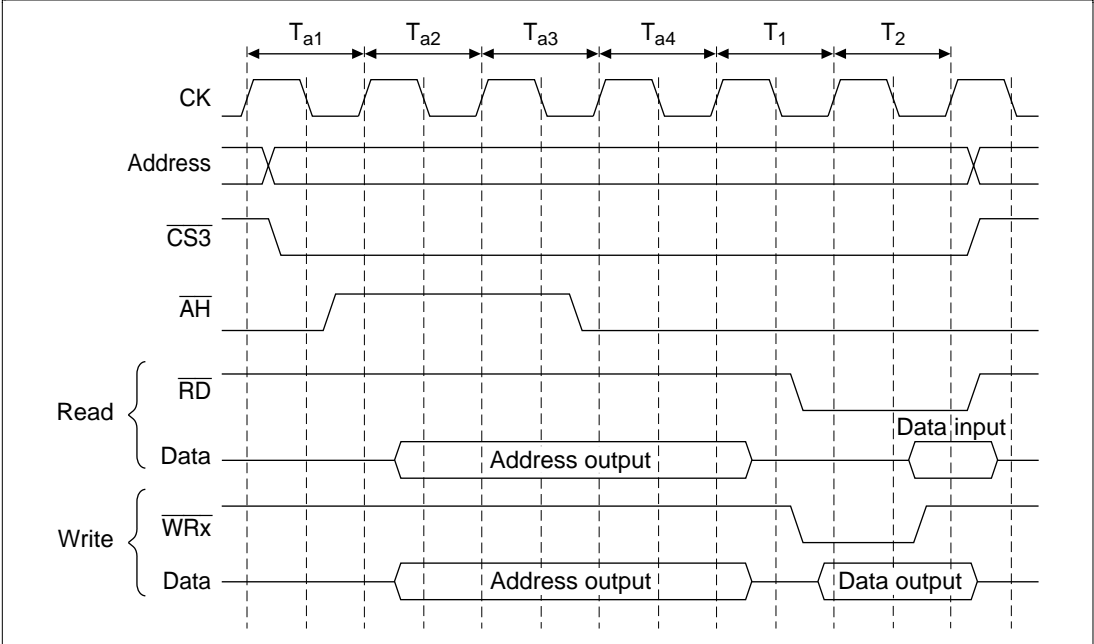 Ta1 Ta2 Ta3 Ta4 T1 T2
CK
Address
CS3
AH
Read
RD
Data input
Data Address output
Write
WRx
Data Address output Data output